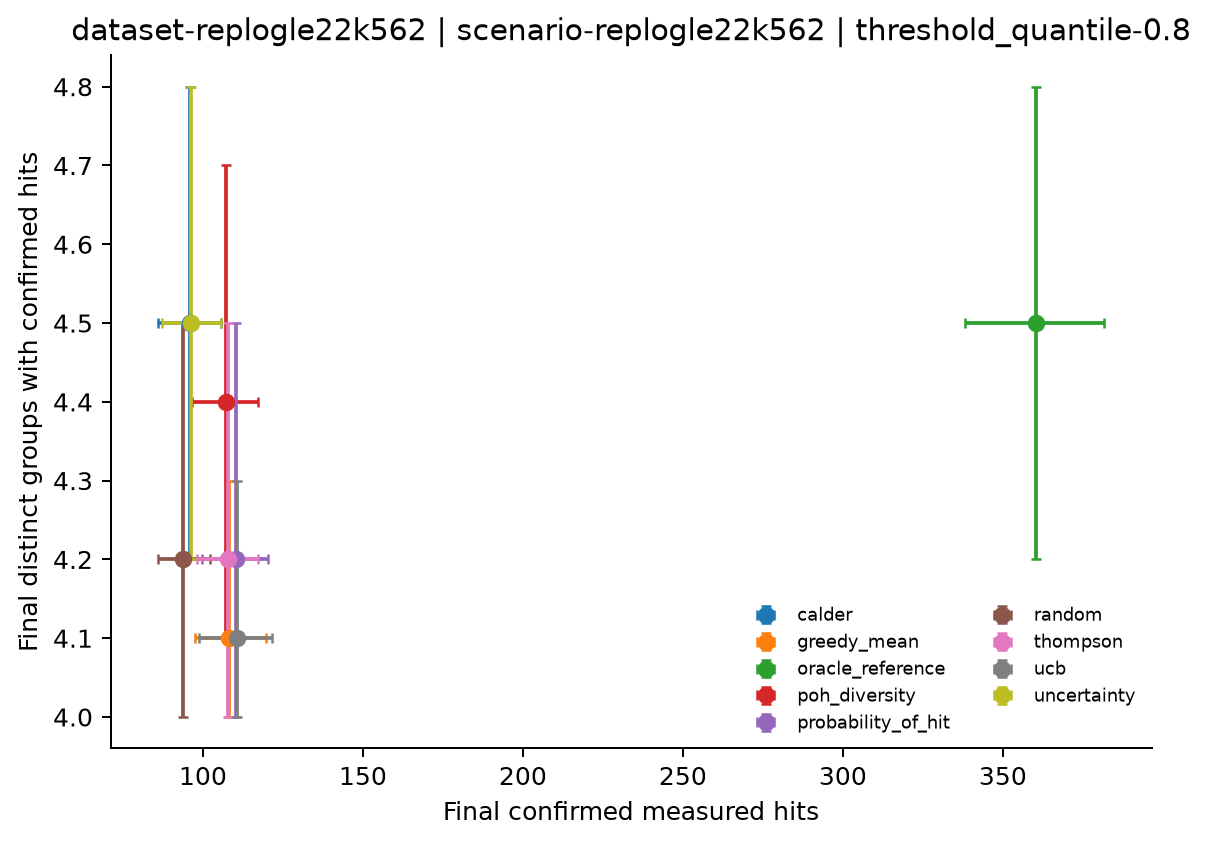 dataset-replogle22k562 | scenario-replogle22k562 | threshold_quantile-0.8
Final distinct groups with confirmed hits
4.8
4.7
4.6
4.5
4.4
4.3
4.2
4.1
4.0
calder
greedy_mean
oracle_reference
poh_diversity
probability_of_hit
random
thompson
ucb
uncertainty
100
150
200
250
300
350
Final confirmed measured hits